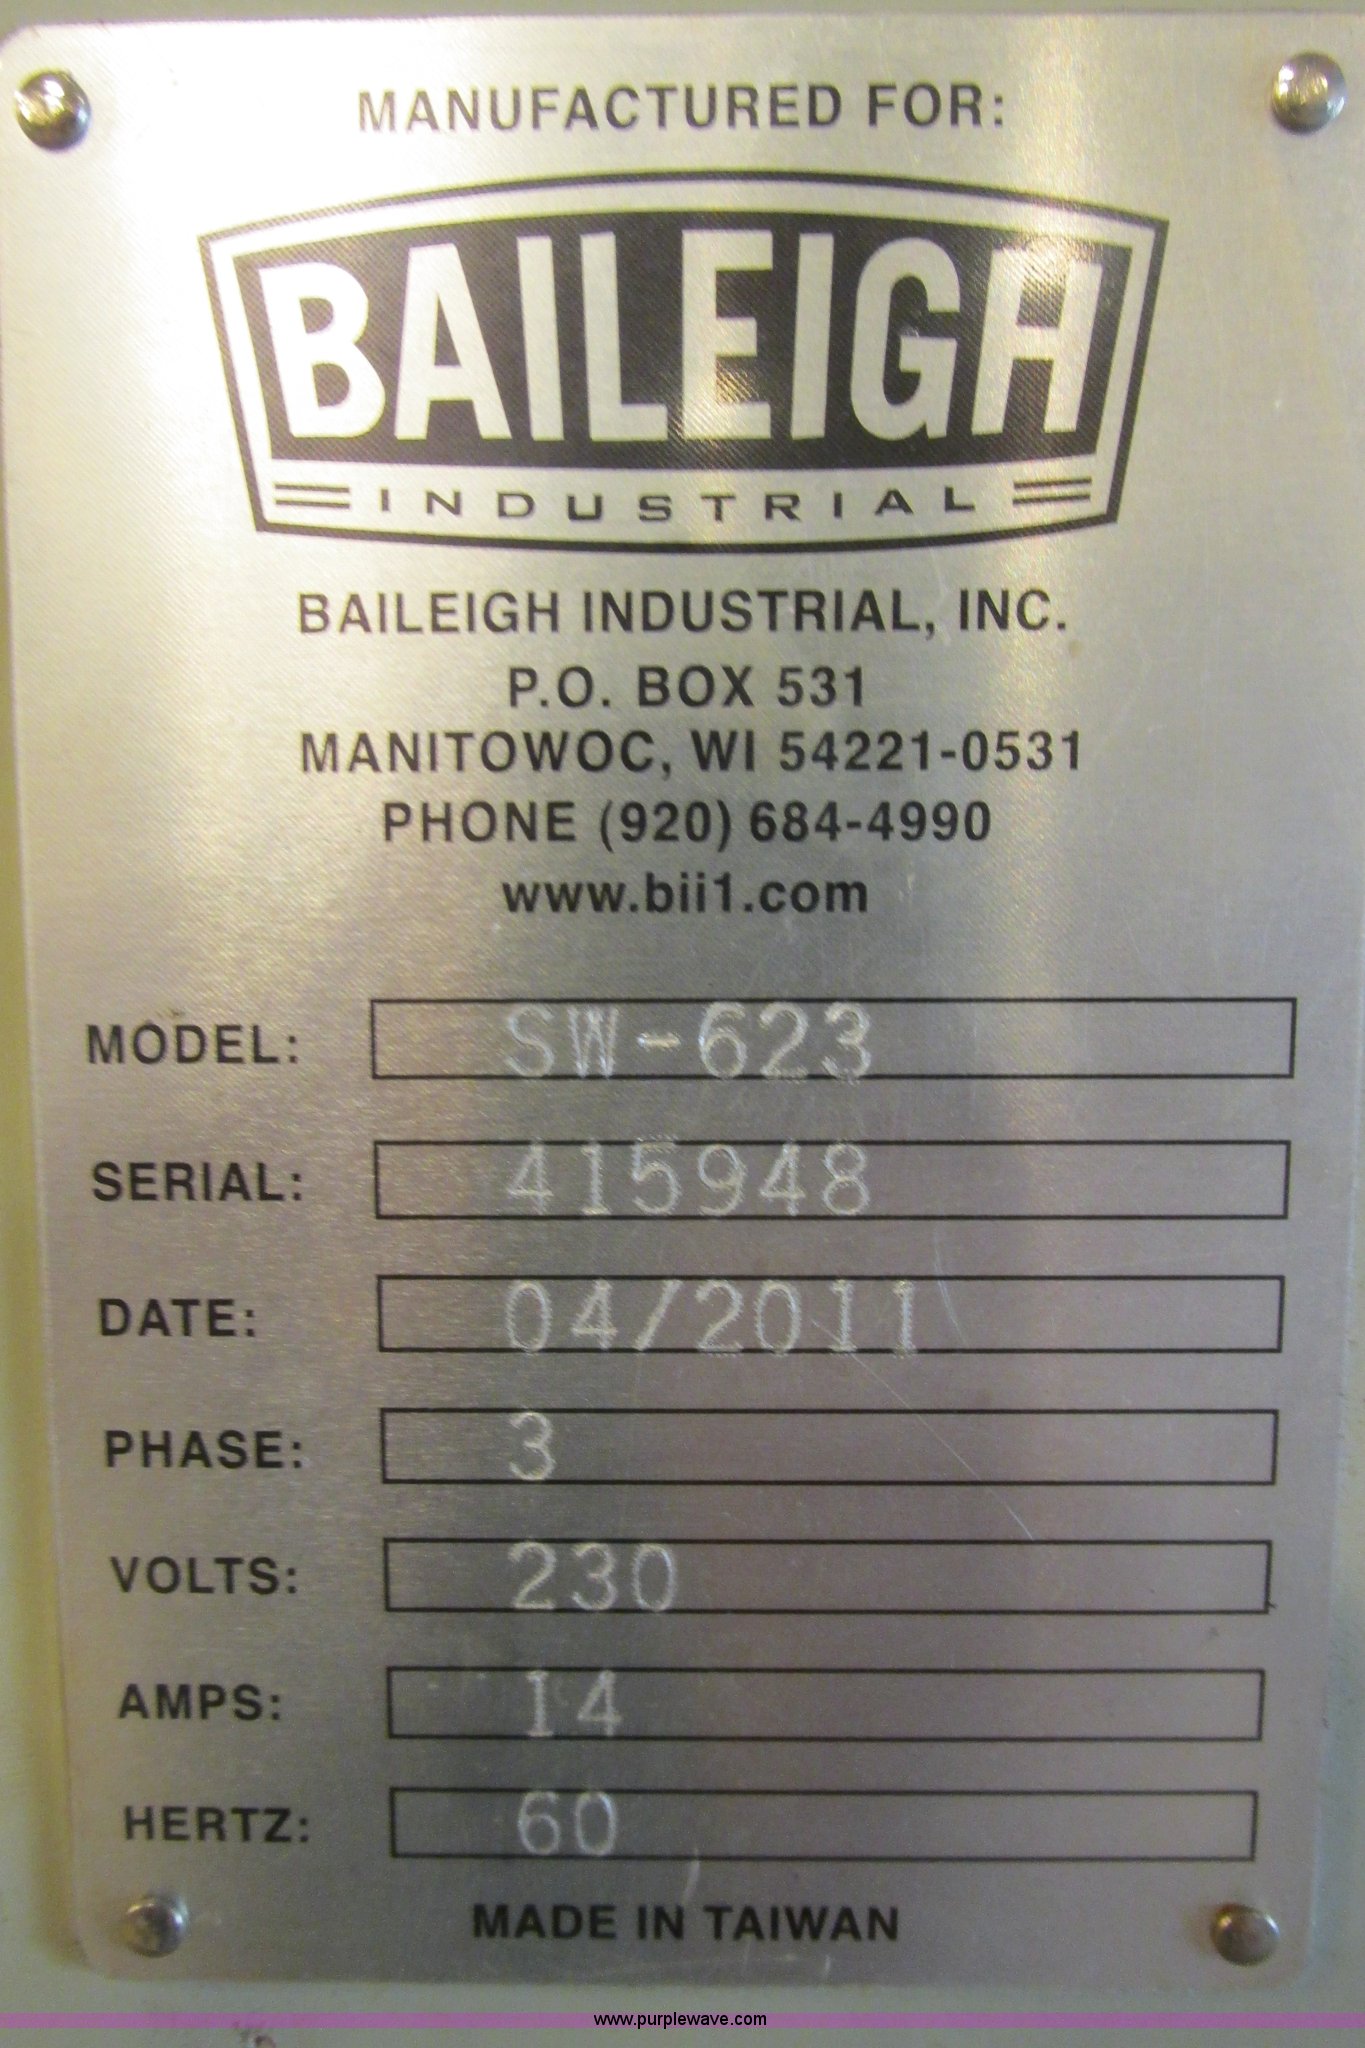 MANUFACTURED FOR:
BAILEIGH
INDUSTRIAL
BAILEIGH INDUSTRIAL, INC.
P.O. BOX 531
MANITOWOC, WI 54221-0531
PHONE (920) 684-4990
www.bii1.com
MODEL: SW-623
SERIAL: 415948
DATE: 04/2011
PHASE: 3
VOLTS: 230
AMPS: 14
HERTZ: 60
MADE IN TAIWAN
www.purplewave.com